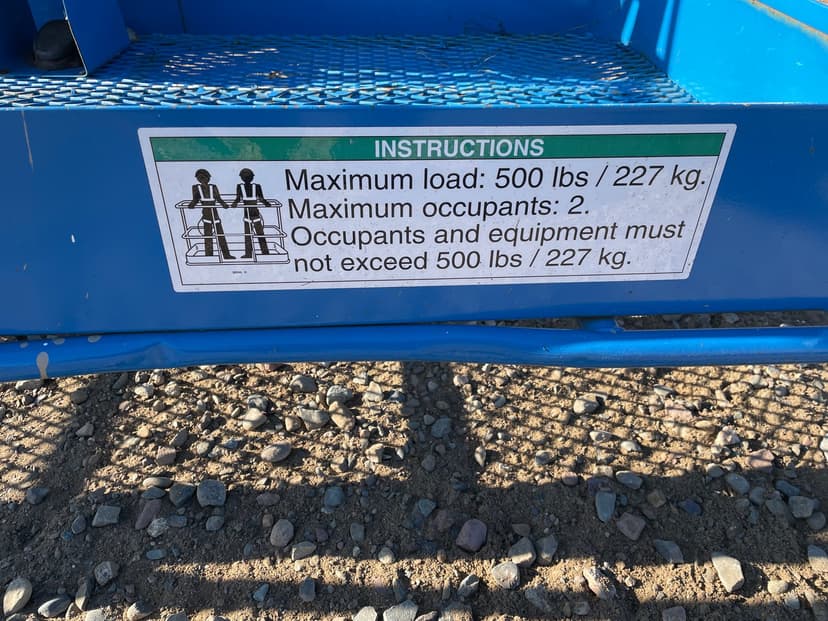 INSTRUCTIONS
Maximum load: 500 lbs / 227 kg.
Maximum occupants: 2.
Occupants and equipment must
not exceed 500 lbs / 227 kg.